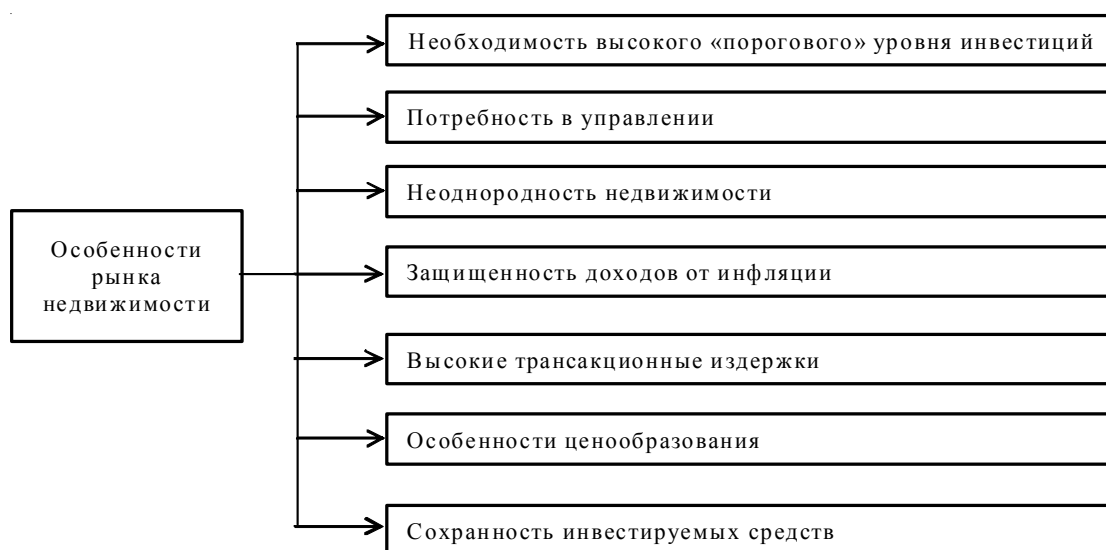 Необходимость высокого «порогового» уровня инвестиций
Потребность в управлении
Неоднородность недвижимости
Особенности
рынка
недвижимости
Защищенность доходов от инфляции
Высокие трансакционные издержки
Особенности ценообразования
Сохранность инвестируемых средств